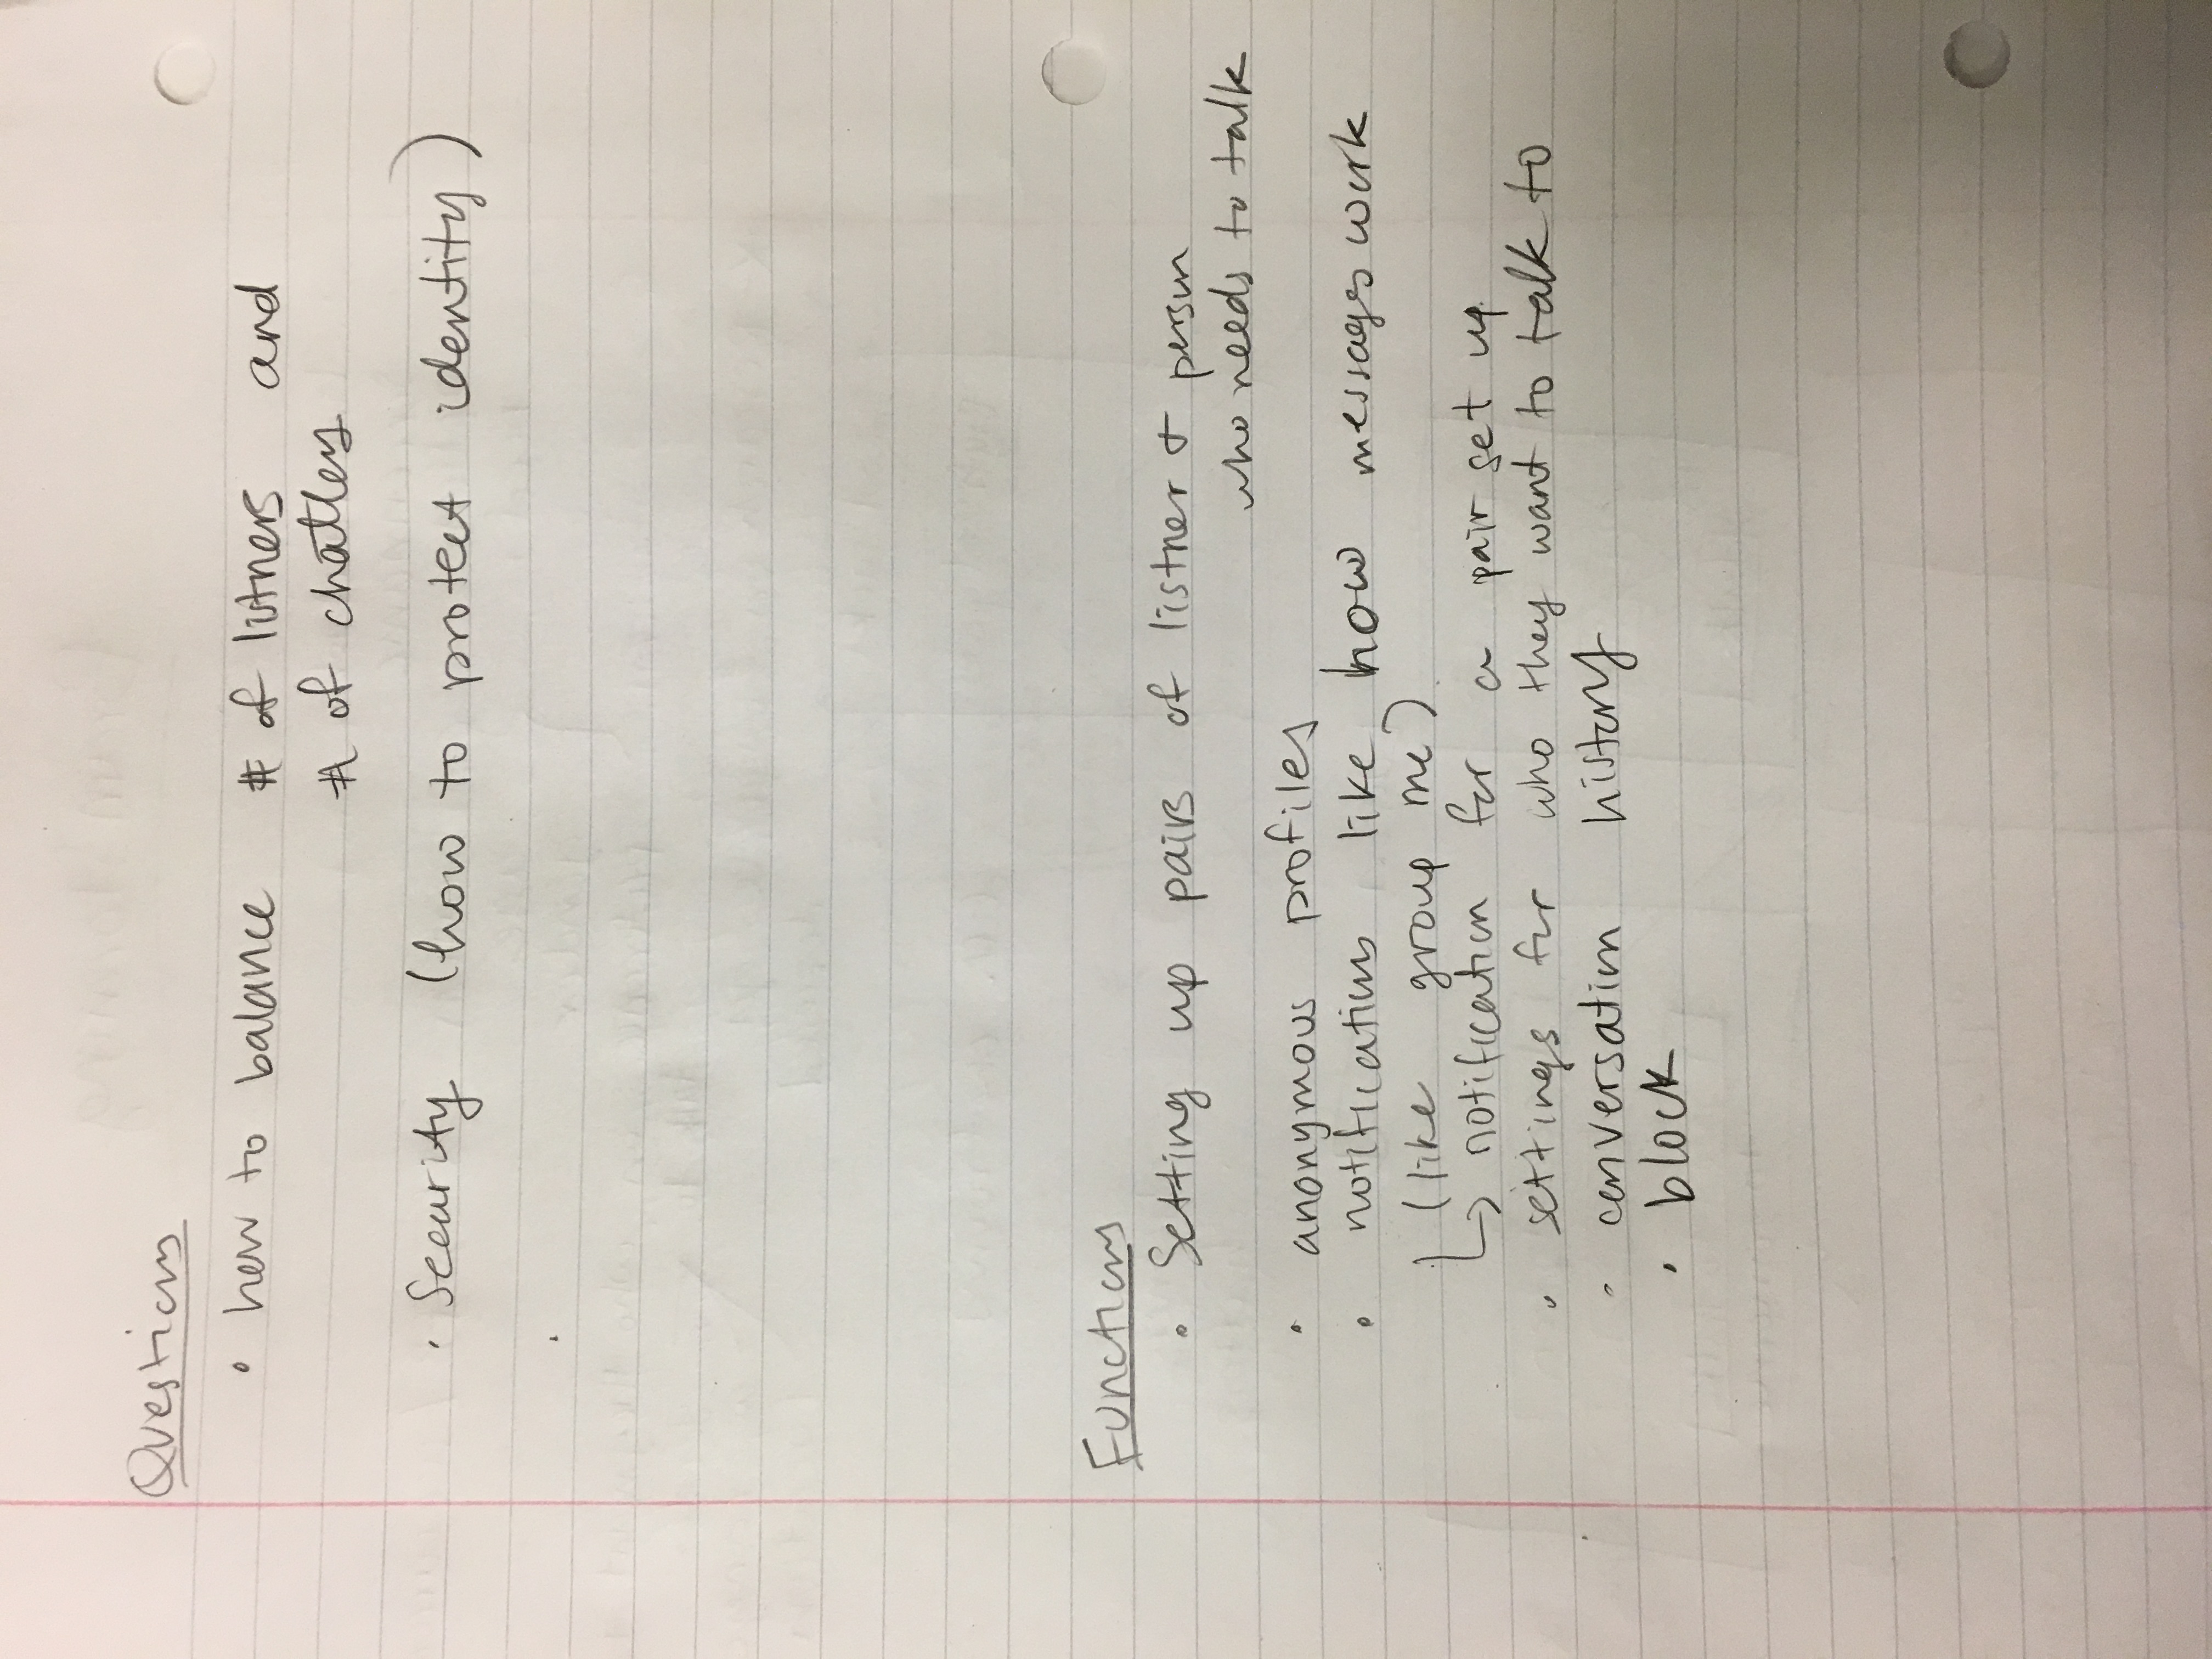 Questions
• how to balance # of listners and
# of chatters
• Security (how to protect identity)
•
Functions
• Setting up pairs of listner & person
who needs to talk
• anonymous profiles
• notifications like how messages work
(like group me)
↳ notification for a pair set up
• settings for who they want to talk to
• conversation history
• block